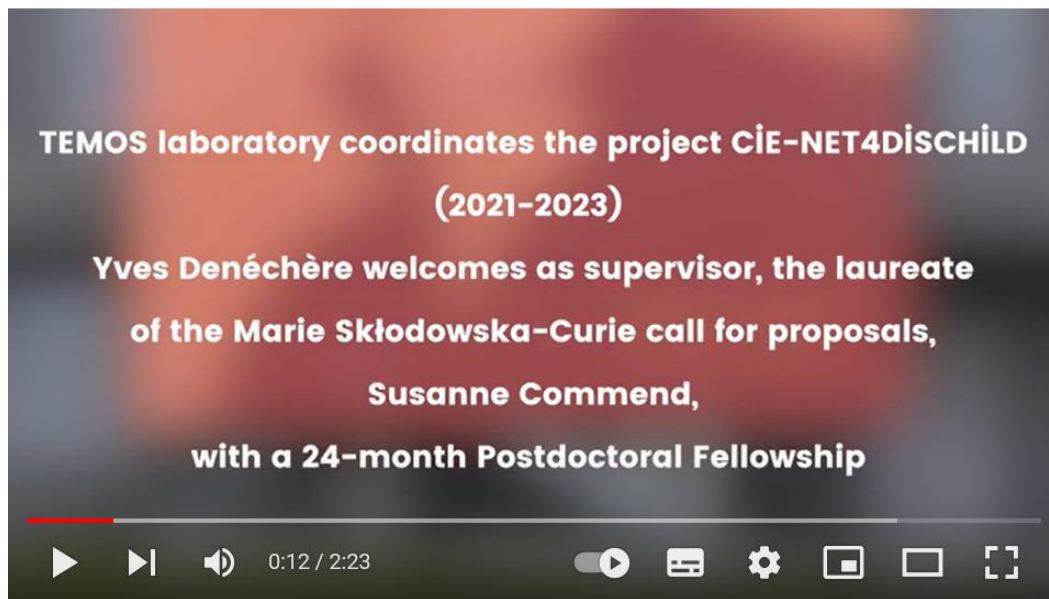 TEMOS laboratory coordinates the project CİE-NET4DİSCHİLD
(2021-2023)
Yves Denéchère welcomes as supervisor, the laureate
of the Marie Skłodowska-Curie call for proposals,
Susanne Commend,
with a 24-month Postdoctoral Fellowship
0:12 / 2:23